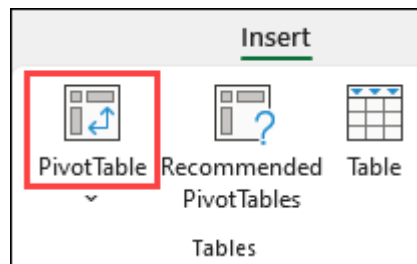 Insert
PivotTable
Recommended
PivotTables
Table
Tables